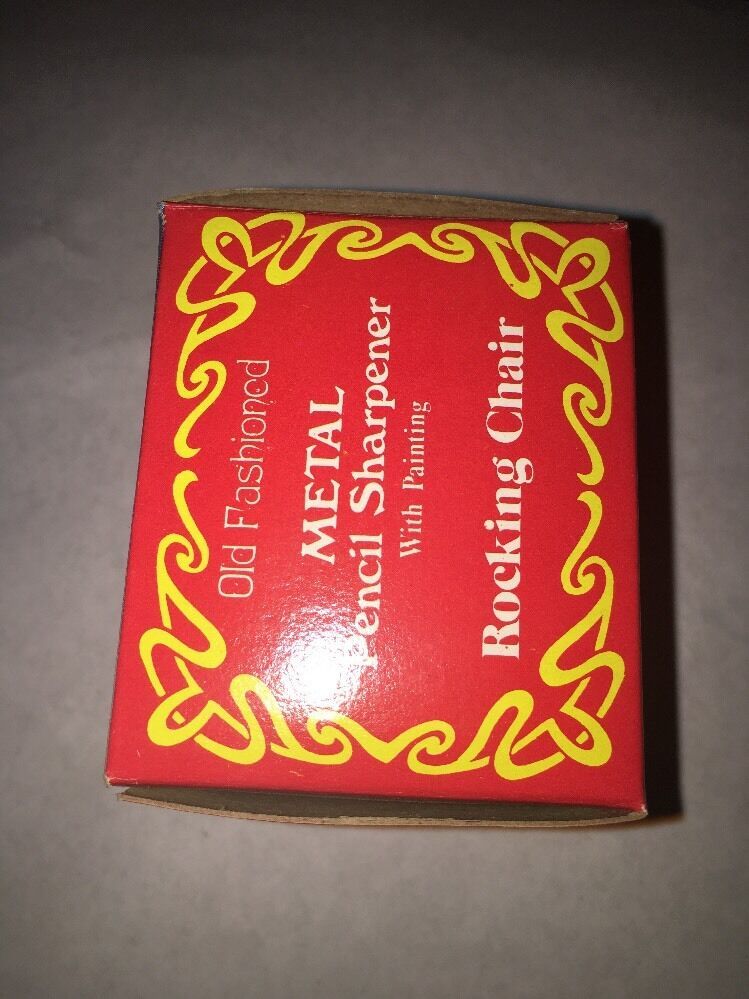 Old Fashioned
METAL
Pencil Sharpener
With Painting
Rocking Chair